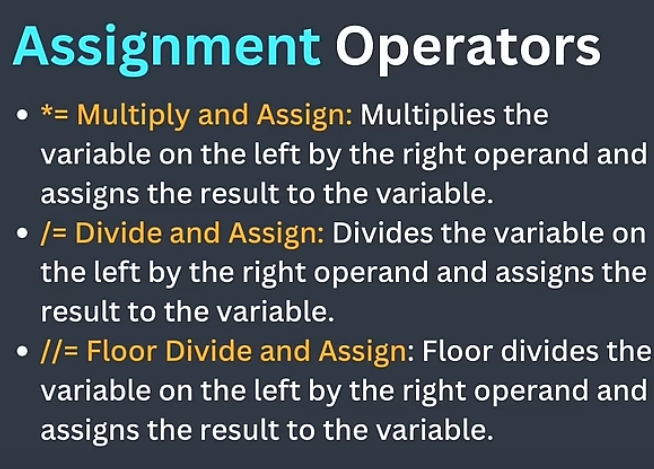 Assignment Operators
• *= Multiply and Assign: Multiplies the
variable on the left by the right operand and
assigns the result to the variable.
• /= Divide and Assign: Divides the variable on
the left by the right operand and assigns the
result to the variable.
• //= Floor Divide and Assign: Floor divides the
variable on the left by the right operand and
assigns the result to the variable.